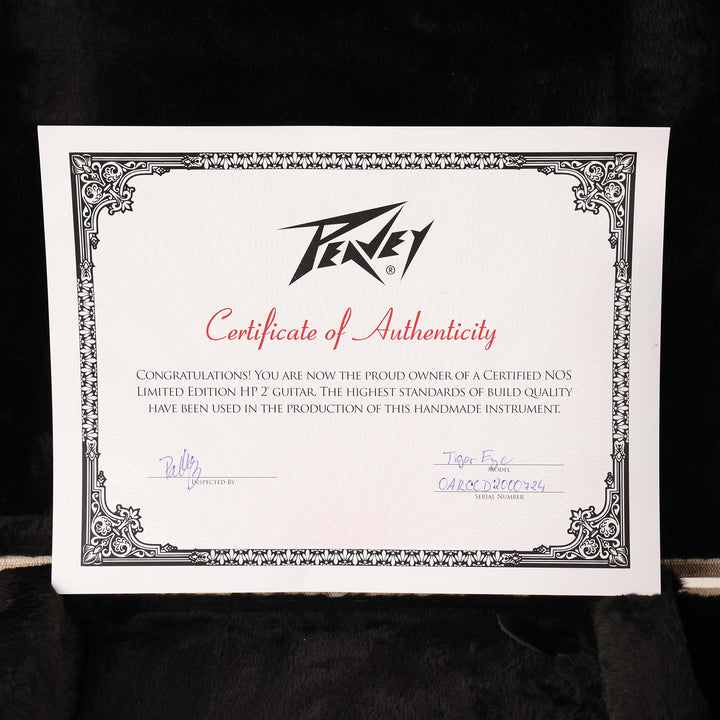 PEAVEY®
Certificate of Authenticity
CONGRATULATIONS! YOU ARE NOW THE PROUD OWNER OF A CERTIFIED NOS
LIMITED EDITION HP 2® GUITAR. THE HIGHEST STANDARDS OF BUILD QUALITY
HAVE BEEN USED IN THE PRODUCTION OF THIS HANDMADE INSTRUMENT.
INSPECTED BY
Tiger Eye
MODEL
OARCCD2000724
SERIAL NUMBER